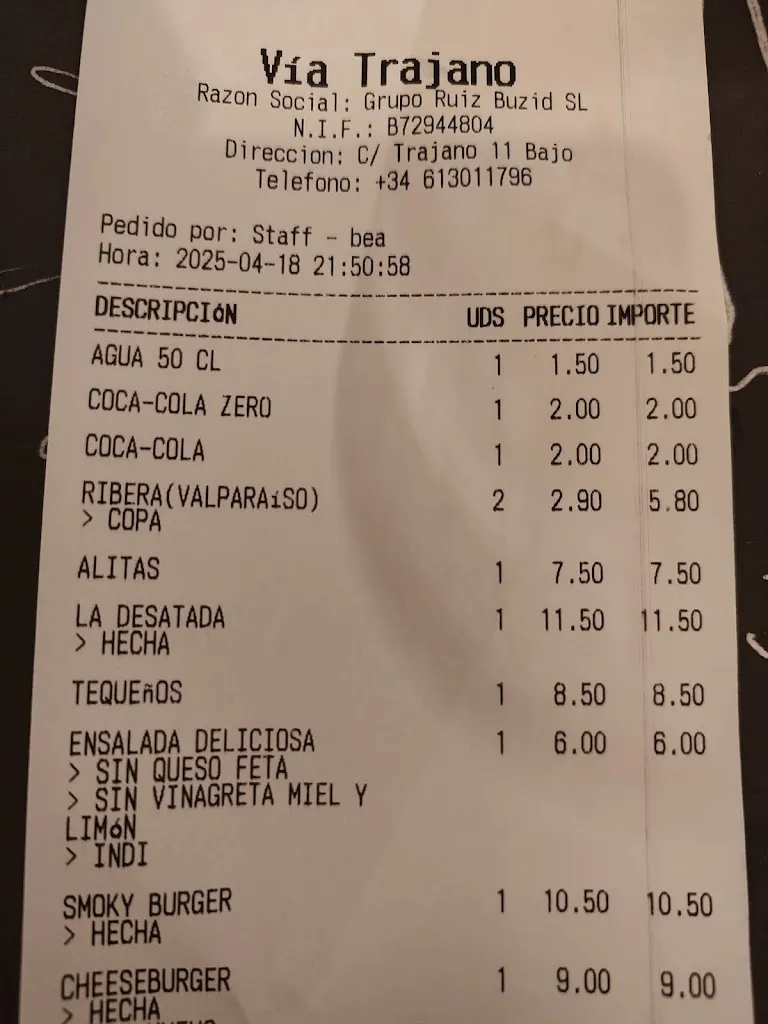 Vía Trajano
Razon Social: Grupo Ruiz Buzid SL
N.I.F.: B72944804
Direccion: C/ Trajano 11 Bajo
Telefono: +34 613011796
Pedido por: Staff - bea
Hora: 2025-04-18 21:50:58
DESCRIPCIóN UDS PRECIO IMPORTE
AGUA 50 CL 1 1.50 1.50
COCA-COLA ZERO 1 2.00 2.00
COCA-COLA 1 2.00 2.00
RIBERA(VALPARAíSO) 2 2.90 5.80
> COPA
ALITAS 1 7.50 7.50
LA DESATADA 1 11.50 11.50
> HECHA
TEQUEñOS 1 8.50 8.50
ENSALADA DELICIOSA 1 6.00 6.00
> SIN QUESO FETA
> SIN VINAGRETA MIEL Y
LIMóN
> INDI
SMOKY BURGER 1 10.50 10.50
> HECHA
CHEESEBURGER 1 9.00 9.00
> HECHA